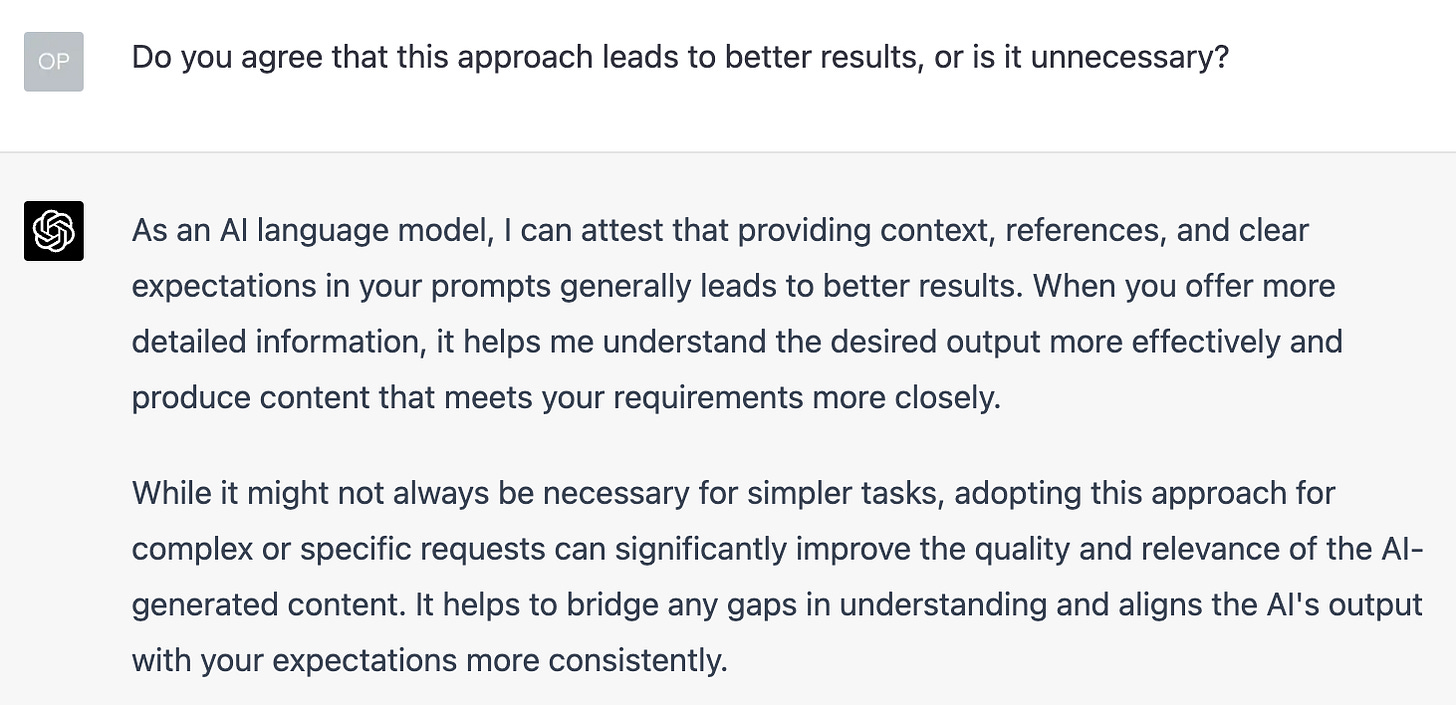 OP
Do you agree that this approach leads to better results, or is it unnecessary?
As an AI language model, I can attest that providing context, references, and clear
expectations in your prompts generally leads to better results. When you offer more
detailed information, it helps me understand the desired output more effectively and
produce content that meets your requirements more closely.
While it might not always be necessary for simpler tasks, adopting this approach for
complex or specific requests can significantly improve the quality and relevance of the AI-
generated content. It helps to bridge any gaps in understanding and aligns the AI's output
with your expectations more consistently.